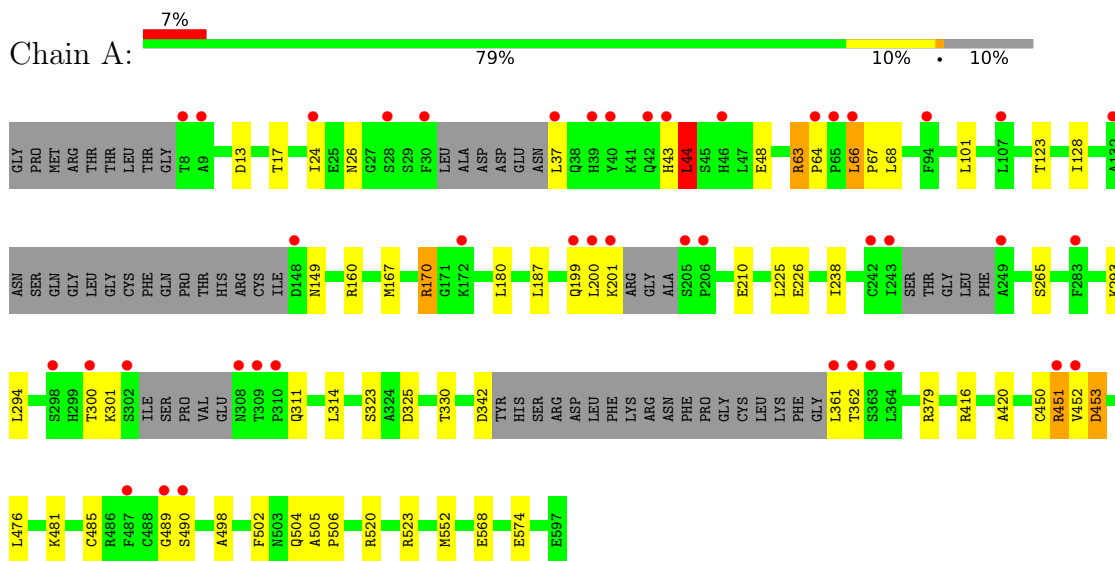 7%
Chain A:
79% 10% • 10%
GLY PRO MET ARG THR THR LEU THR GLY T8 A9 D13 T17 I24 E25 N26 G27 S28 S29 F30 LEU ALA ASP ASP GLU ASN L37 Q38 H39 Y40 K41 Q42 H43 L44 S45 H46 L47 E48 R63 P64 P65 L66 P67 L68 F94 L101 L107 T123 I128 A132
ASN SER GLN GLY LEU GLY CYS PHE GLN PRO THR HIS ARG CYS ILE D148 N149 R160 M167 R170 G171 K172 L180 L187 Q199 L200 K201 ARG GLY ALA S205 P206 E210 L225 E226 I238 C242 I243 SER THR GLY LEU PHE A249 S265 F283 K293
L294 S298 H299 T300 K301 S302 ILE SER PRO VAL GLU N308 T309 P310 Q311 L314 S323 A324 D325 T330 D342 TYR HIS SER ARG ASP LEU PHE LYS ARG ASN PHE PRO GLY CYS LEU LYS PHE GLY L361 T362 S363 L364 R379 R416 A420 C450 R451 V452 D453
L476 K481 C485 R486 F487 C488 G489 S490 A498 F502 N503 Q504 A505 P506 R520 R523 M552 E568 E574 E597